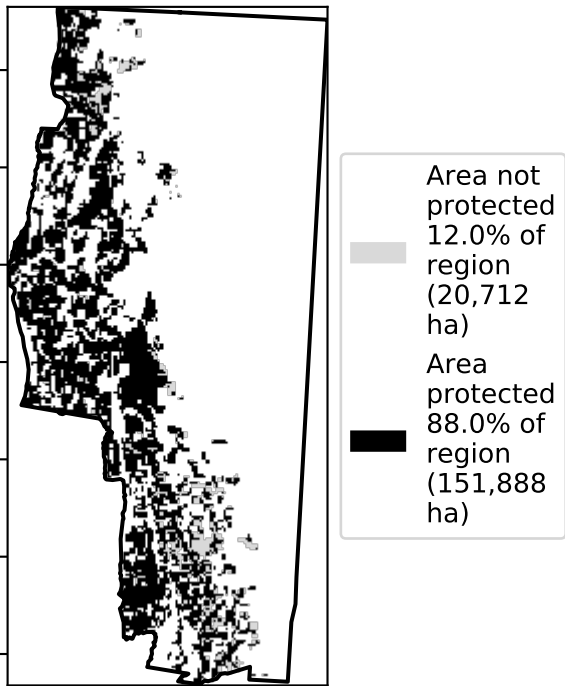 Area not
protected
12.0% of
region
(20,712
ha)
Area
protected
88.0% of
region
(151,888
ha)